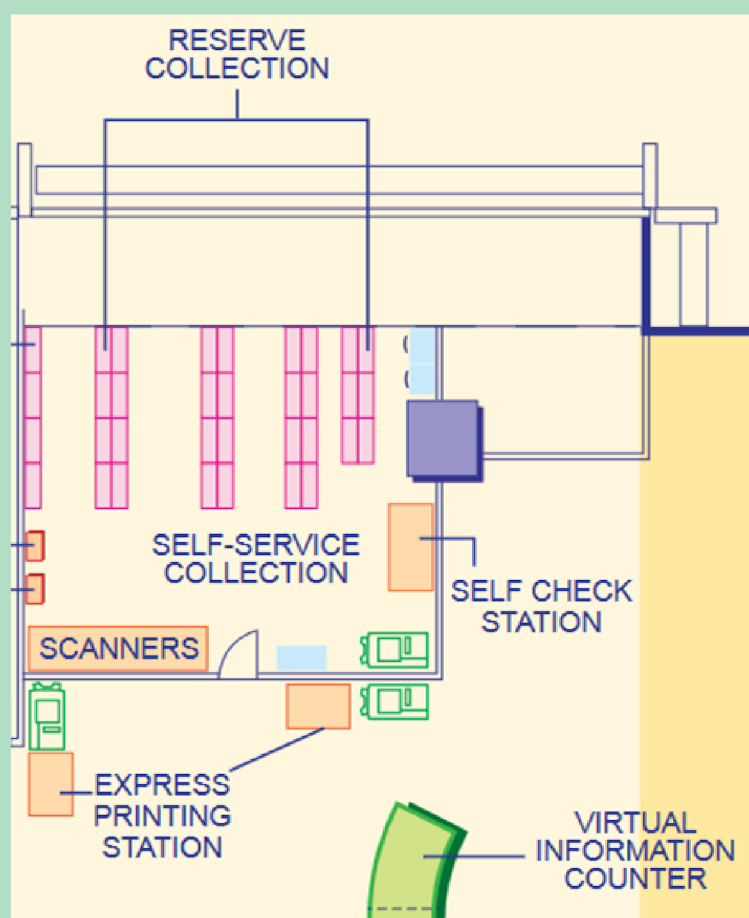 RESERVE
COLLECTION
SELF-SERVICE
COLLECTION
SELF CHECK
STATION
SCANNERS
EXPRESS
PRINTING
STATION
VIRTUAL
INFORMATION
COUNTER